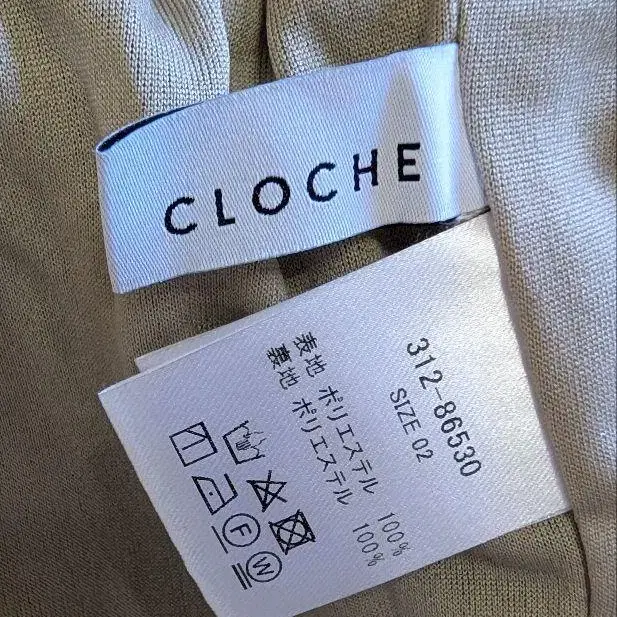 CLOCHE
312-86530
SIZE 02
表地 ポリエステル 100%
裏地 ポリエステル 100%
F
W